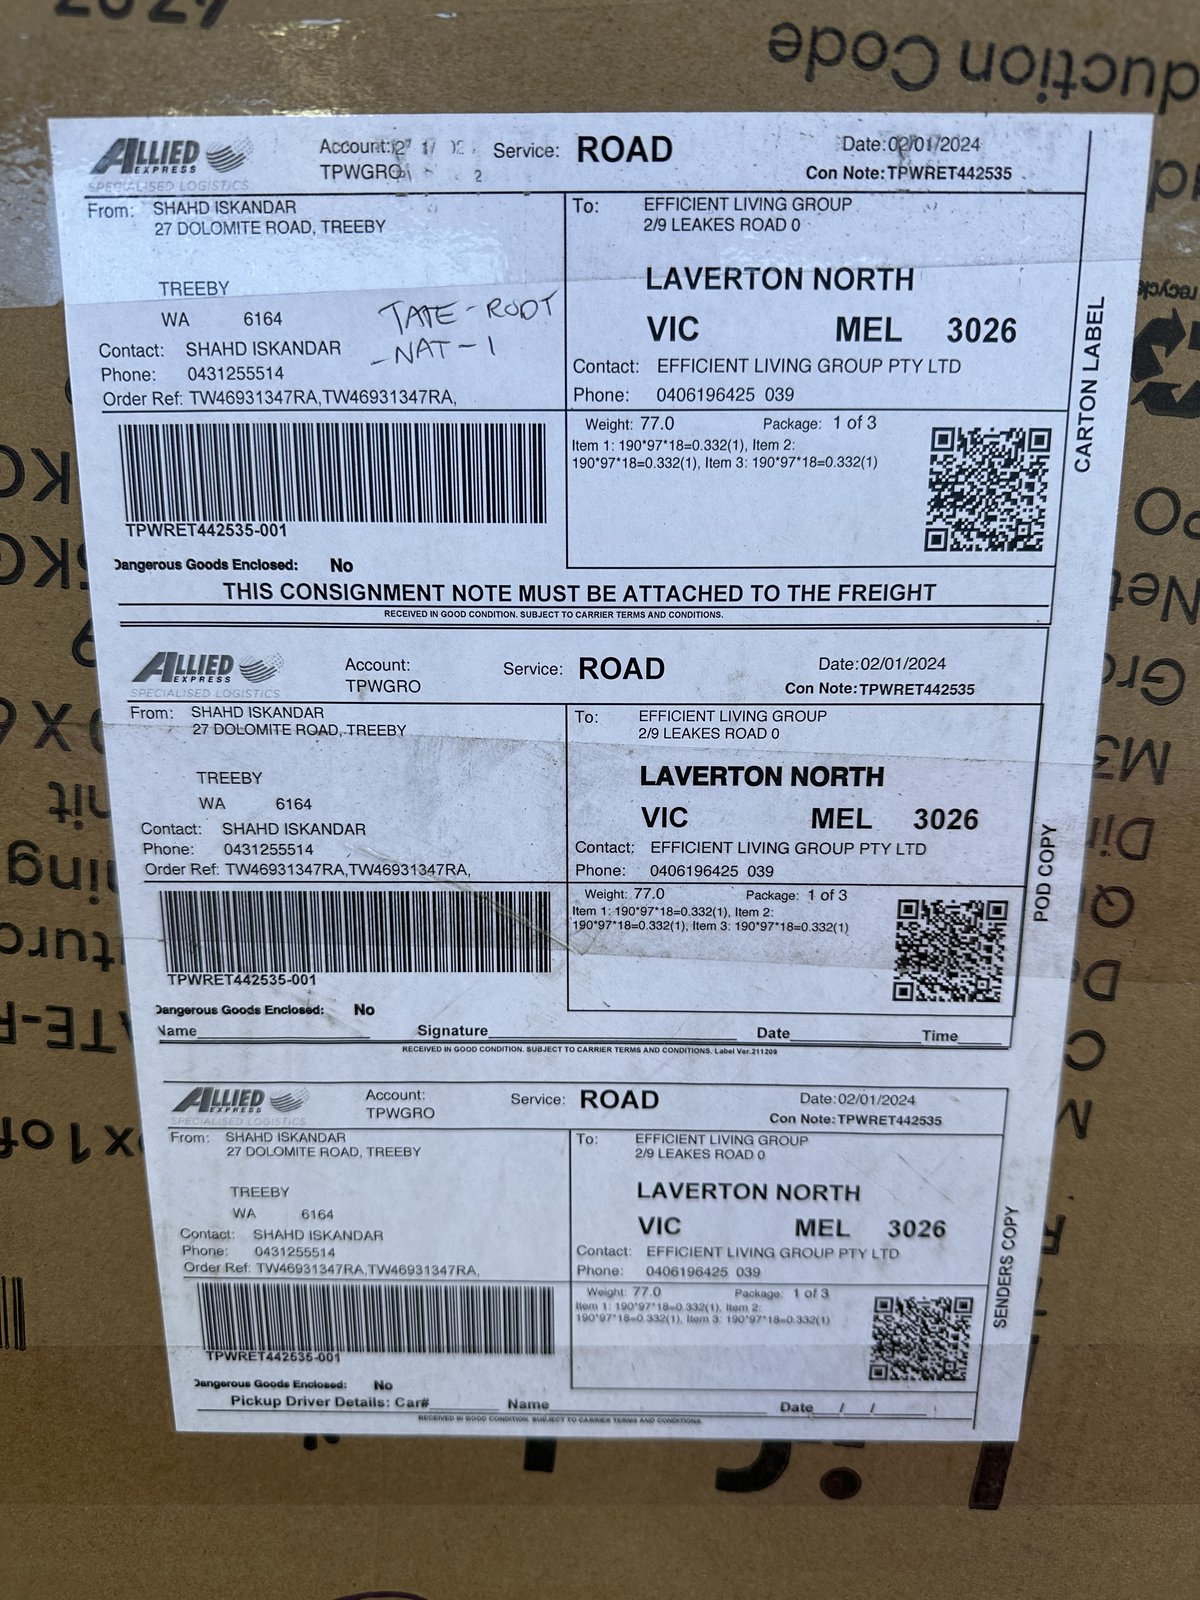 duction Code
ALLIED
EXPRESS
SPECIALISED LOGISTICS
Account:
TPWGRO
Service: ROAD
Date:02/01/2024
Con Note:TPWRET442535
From: SHAHD ISKANDAR
27 DOLOMITE ROAD, TREEBY
TREEBY
WA 6164
TATE - RODT
- NAT - 1
Contact: SHAHD ISKANDAR
Phone: 0431255514
Order Ref: TW46931347RA,TW46931347RA,
To: EFFICIENT LIVING GROUP
2/9 LEAKES ROAD 0
LAVERTON NORTH
VIC MEL 3026
Contact: EFFICIENT LIVING GROUP PTY LTD
Phone: 0406196425 039
Weight: 77.0 Package: 1 of 3
Item 1: 190*97*18=0.332(1), Item 2:
190*97*18=0.332(1), Item 3: 190*97*18=0.332(1)
CARTON LABEL
TPWRET442535-001
Dangerous Goods Enclosed: No
THIS CONSIGNMENT NOTE MUST BE ATTACHED TO THE FREIGHT
RECEIVED IN GOOD CONDITION. SUBJECT TO CARRIER TERMS AND CONDITIONS.
ALLIED
EXPRESS
SPECIALISED LOGISTICS
Account:
TPWGRO
Service: ROAD
Date:02/01/2024
Con Note:TPWRET442535
From: SHAHD ISKANDAR
27 DOLOMITE ROAD, TREEBY
TREEBY
WA 6164
Contact: SHAHD ISKANDAR
Phone: 0431255514
Order Ref: TW46931347RA,TW46931347RA,
To: EFFICIENT LIVING GROUP
2/9 LEAKES ROAD 0
LAVERTON NORTH
VIC MEL 3026
Contact: EFFICIENT LIVING GROUP PTY LTD
Phone: 0406196425 039
Weight: 77.0 Package: 1 of 3
Item 1: 190*97*18=0.332(1), Item 2:
190*97*18=0.332(1), Item 3: 190*97*18=0.332(1)
POD COPY
TPWRET442535-001
Dangerous Goods Enclosed: No
Name Signature Date Time
RECEIVED IN GOOD CONDITION. SUBJECT TO CARRIER TERMS AND CONDITIONS. Label Ver.211209
ALLIED
EXPRESS
SPECIALISED LOGISTICS
Account:
TPWGRO
Service: ROAD
Date:02/01/2024
Con Note:TPWRET442535
From: SHAHD ISKANDAR
27 DOLOMITE ROAD, TREEBY
TREEBY
WA 6164
Contact: SHAHD ISKANDAR
Phone: 0431255514
Order Ref: TW46931347RA,TW46931347RA,
To: EFFICIENT LIVING GROUP
2/9 LEAKES ROAD 0
LAVERTON NORTH
VIC MEL 3026
Contact: EFFICIENT LIVING GROUP PTY LTD
Phone: 0406196425 039
Weight: 77.0 Package: 1 of 3
Item 1: 190*97*18=0.332(1), Item 2:
190*97*18=0.332(1), Item 3: 190*97*18=0.332(1)
SENDERS COPY
TPWRET442535-001
Dangerous Goods Enclosed: No
Pickup Driver Details: Car# Name Date / /
RECEIVED IN GOOD CONDITION. SUBJECT TO CARRIER TERMS AND CONDITIONS.